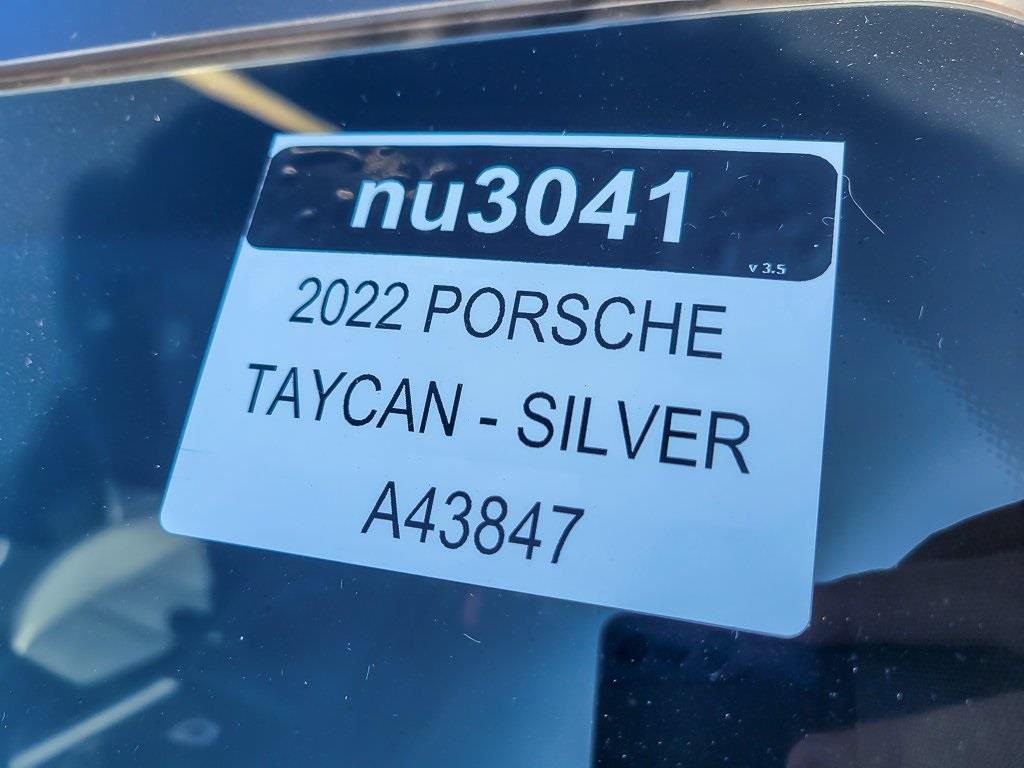 nu3041
v 3.5
2022 PORSCHE
TAYCAN - SILVER
A43847